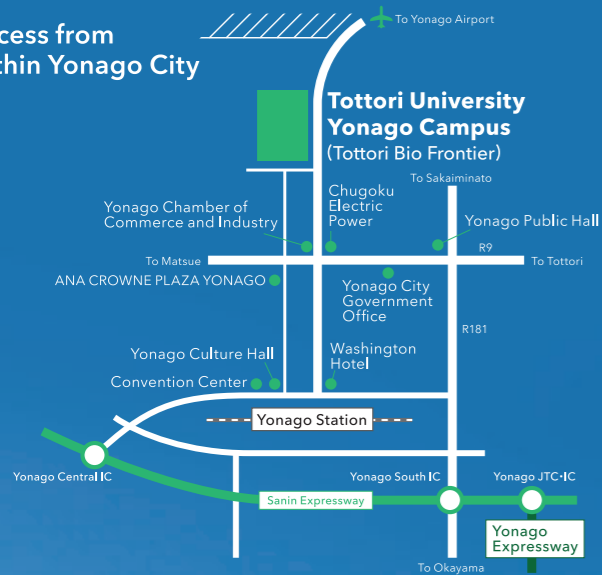 cess from
thin Yonago City
To Yonago Airport
Tottori University
Yonago Campus
(Tottori Bio Frontier)
To Sakaiminato
Chugoku
Electric
Power
Yonago Chamber of
Commerce and Industry
Yonago Public Hall
R9
To Matsue
To Tottori
ANA CROWNE PLAZA YONAGO
Yonago City
Government
Office
R181
Yonago Culture Hall
Washington
Hotel
Convention Center
Yonago Station
Yonago Central IC
Yonago South IC
Yonago JTC•IC
Sanin Expressway
Yonago
Expressway
To Okayama